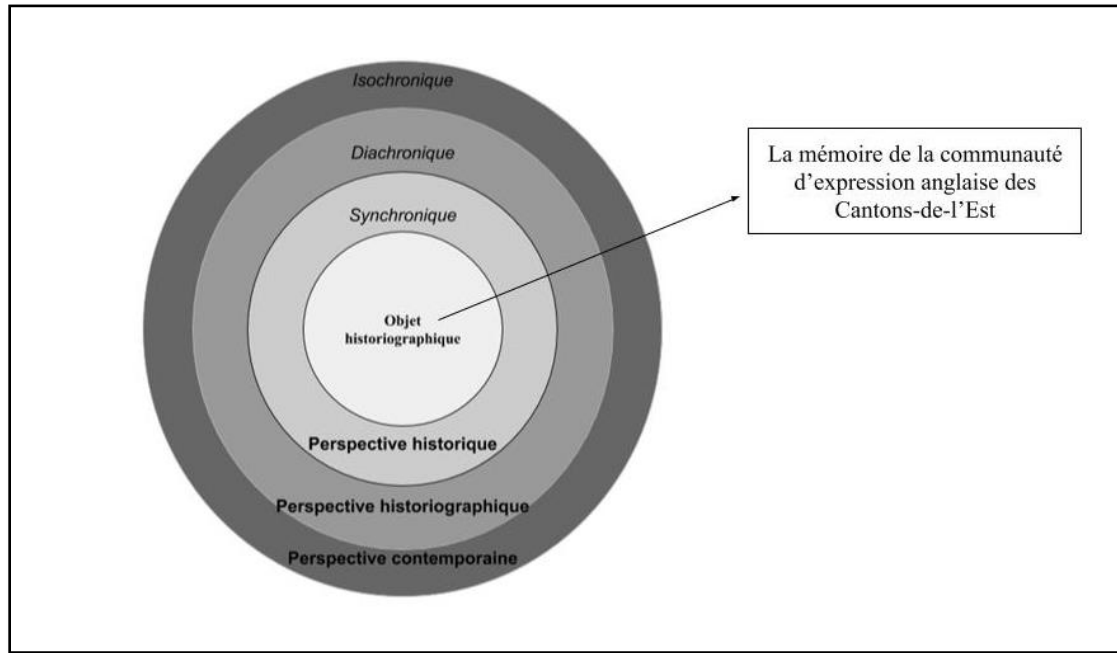 Isochronique
Diachronique
Synchronique
Objet
historiographique
Perspective historique
Perspective historiographique
Perspective contemporaine
La mémoire de la communauté
d’expression anglaise des
Cantons-de-l’Est